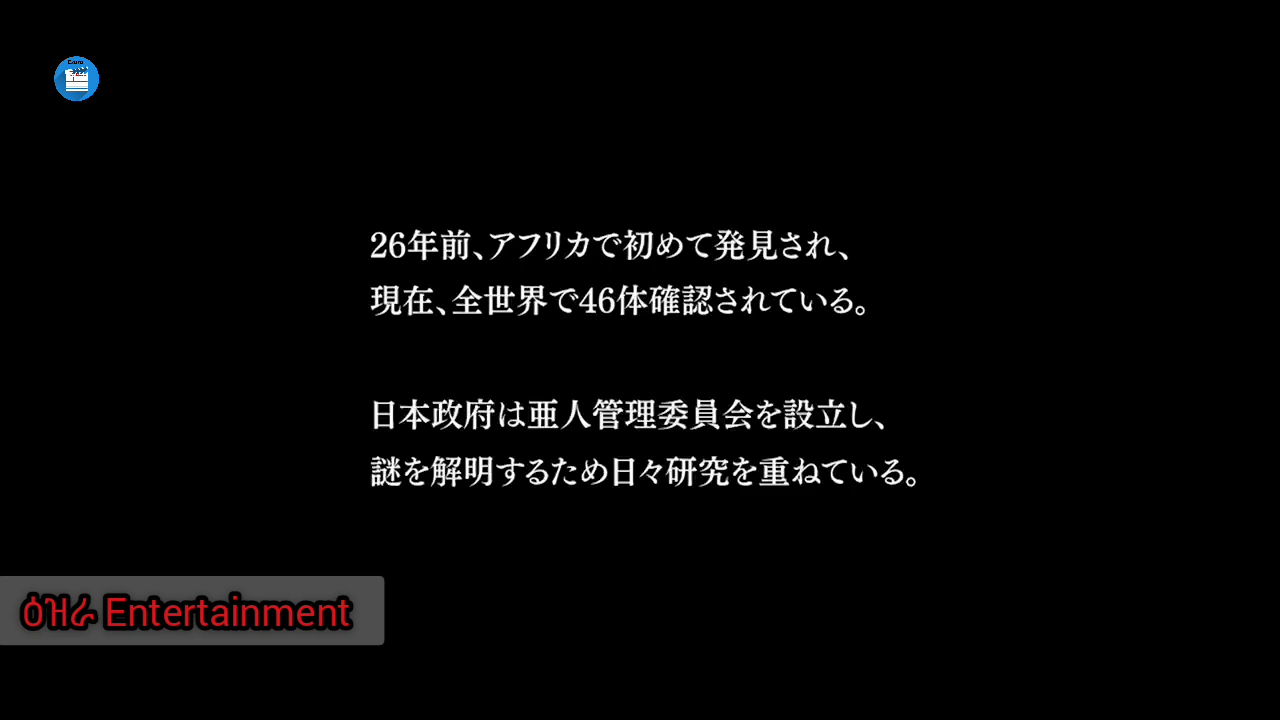 26年前、アフリカで初めて発見され、
現在、全世界で46体確認されている。
日本政府は亜人管理委員会を設立し、
謎を解明するため日々研究を重ねている。
ዕዝራ Entertainment